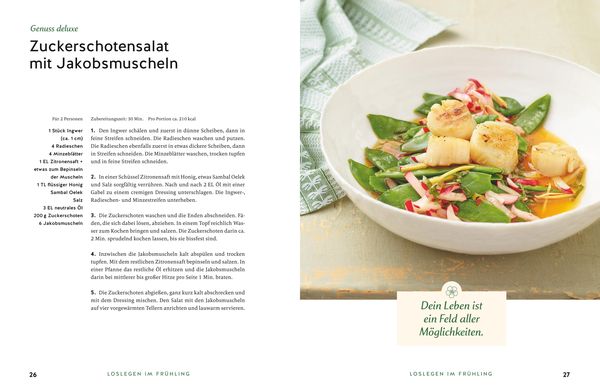 Genuss deluxe
Zuckerschotensalat
mit Jakobsmuscheln
Für 2 Personen Zubereitungszeit: 30 Min. Pro Portion ca. 210 kcal
1 Stück Ingwer
(ca. 1 cm)
4 Radieschen
4 Minzeblätter
1 EL Zitronensaft +
etwas zum Bepinseln
der Muscheln
1 TL flüssiger Honig
Sambal Oelek
Salz
3 EL neutrales Öl
200 g Zuckerschoten
6 Jakobsmuscheln
1. Den Ingwer schälen und zuerst in dünne Scheiben, dann in
feine Streifen schneiden. Die Radieschen waschen und putzen.
Die Radieschen ebenfalls zuerst in etwas dickere Scheiben, dann
in Streifen schneiden. Die Minzeblätter waschen, trocken tupfen
und in feine Streifen schneiden.
2. In einer Schüssel Zitronensaft mit Honig, etwas Sambal Oelek
und Salz sorgfältig verrühren. Nach und nach 2 EL Öl mit einer
Gabel zu einem cremigen Dressing unterschlagen. Die Ingwer-,
Radieschen- und Minzestreifen unterheben.
3. Die Zuckerschoten waschen und die Enden abschneiden. Fä-
den, die sich dabei lösen, abziehen. In einem Topf reichlich Was-
ser zum Kochen bringen und salzen. Die Zuckerschoten darin ca.
2 Min. sprudelnd kochen lassen, bis sie bissfest sind.
4. Inzwischen die Jakobsmuscheln kalt abspülen und trocken
tupfen. Mit dem restlichen Zitronensaft bepinseln und salzen. In
einer Pfanne das restliche Öl erhitzen und die Jakobsmuscheln
darin bei mittlerer bis großer Hitze pro Seite 1 Min. braten.
5. Die Zuckerschoten abgießen, ganz kurz kalt abschrecken und
mit dem Dressing mischen. Den Salat mit den Jakobsmuscheln
auf vier vorgewärmten Tellern anrichten und lauwarm servieren.
Dein Leben ist
ein Feld aller
Möglichkeiten.
26 LOSLEGEN IM FRÜHLING
LOSLEGEN IM FRÜHLING 27